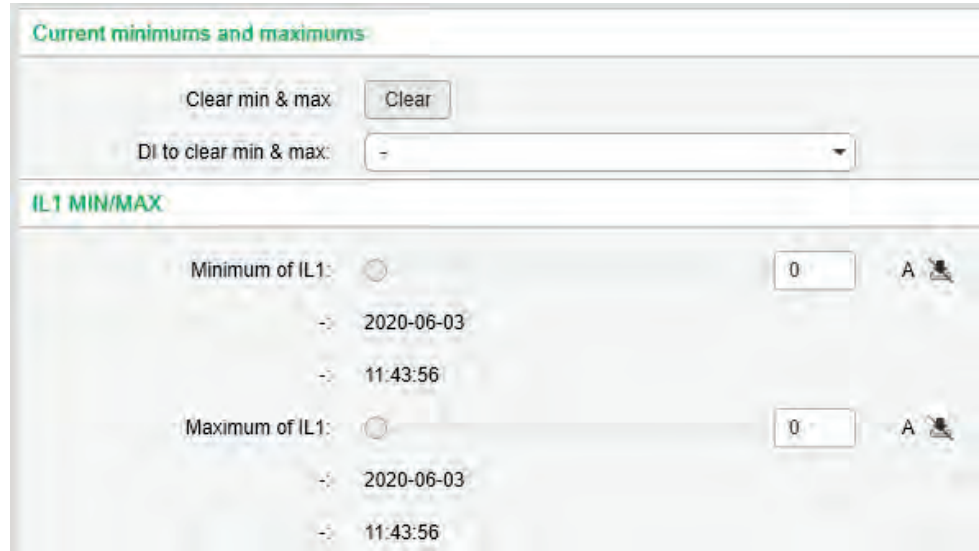 Current minimums and maximums
Clear min & max Clear
DI to clear min & max: -
IL1 MIN/MAX
Minimum of IL1: 0 A
-: 2020-06-03
-: 11:43:56
Maximum of IL1: 0 A
-: 2020-06-03
-: 11:43:56